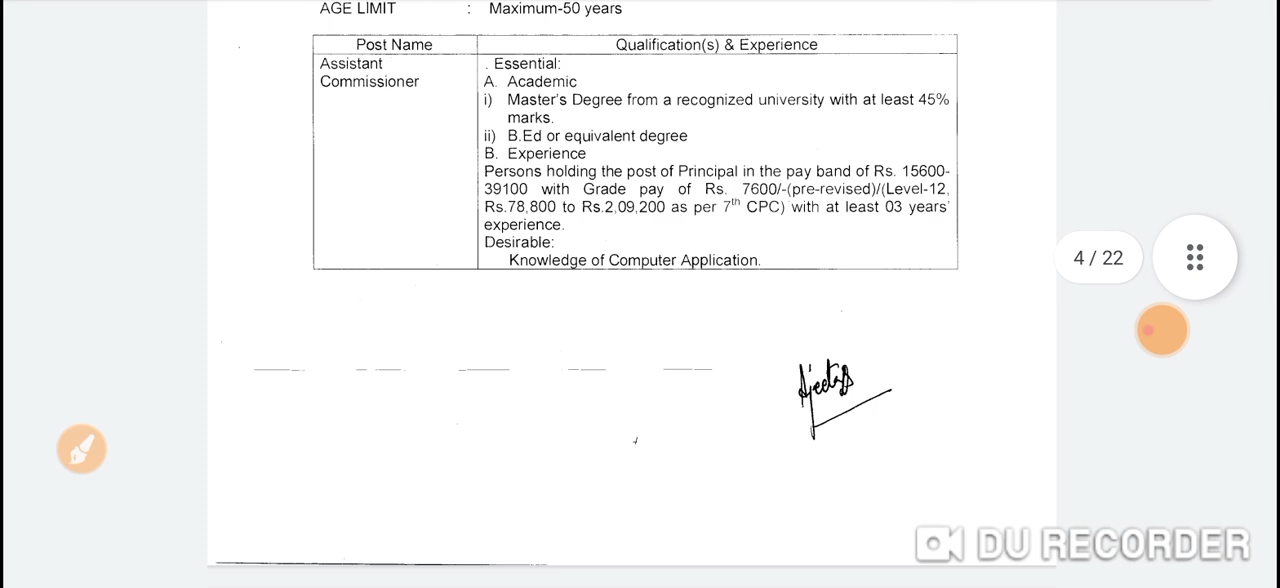 AGE LIMIT : Maximum-50 years
Post Name Qualification(s) & Experience
Assistant Commissioner
. Essential:
A. Academic
i) Master's Degree from a recognized university with at least 45%
marks.
ii) B.Ed or equivalent degree
B. Experience
Persons holding the post of Principal in the pay band of Rs. 15600-
39100 with Grade pay of Rs. 7600/-(pre-revised)/(Level-12,
Rs.78,800 to Rs.2,09,200 as per 7th CPC) with at least 03 years'
experience.
Desirable:
Knowledge of Computer Application.
4 / 22
DU RECORDER